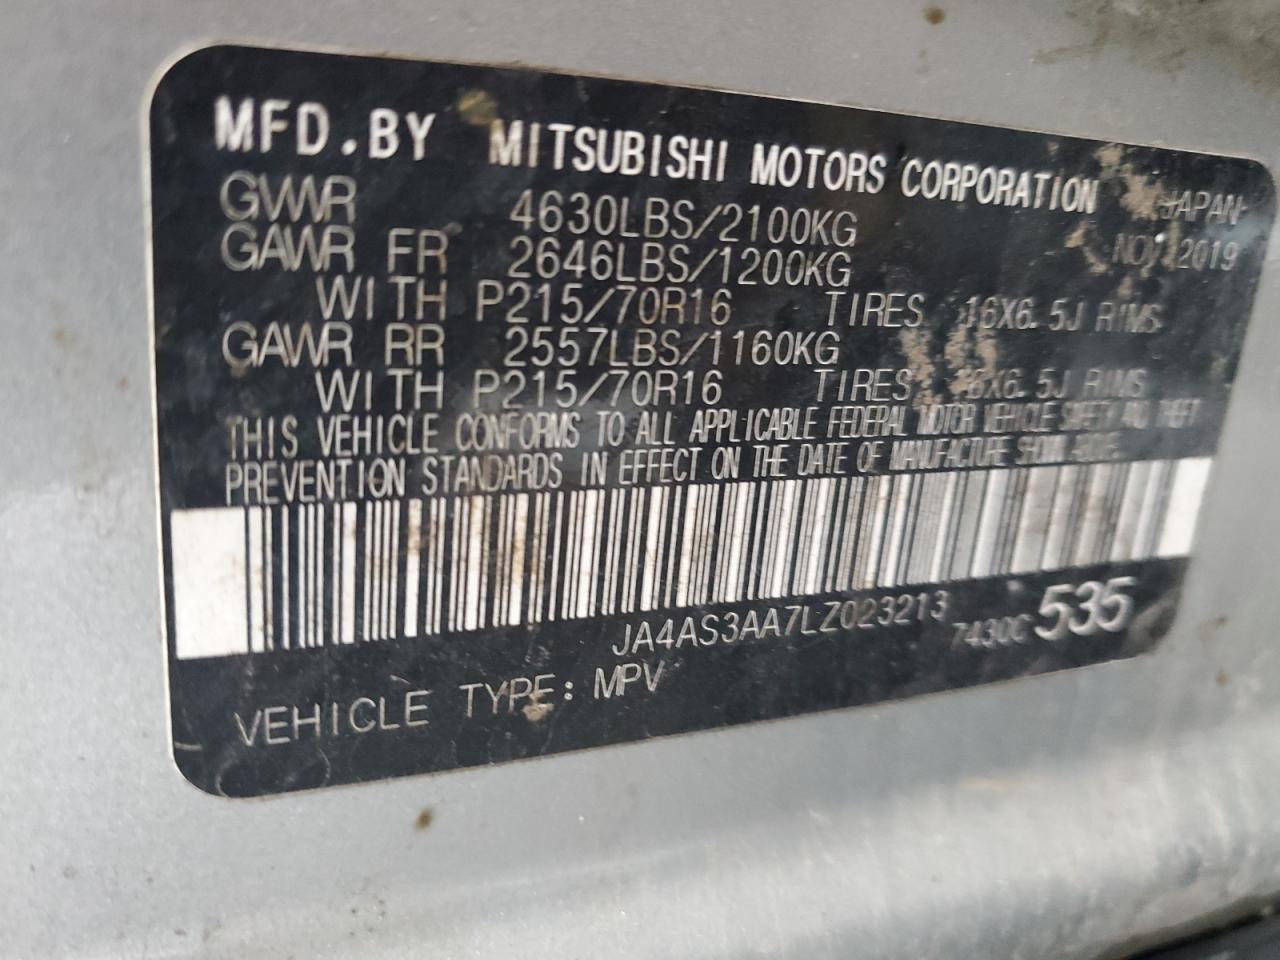 MFD.BY MITSUBISHI MOTORS CORPORATION JAPAN
GVWR 4630LBS/2100KG NOV 2019
GAWR FR 2646LBS/1200KG
WITH P215/70R16 TIRES 16X6.5J RIMS
GAWR RR 2557LBS/1160KG
WITH P215/70R16 TIRES 16X6.5J RIMS
THIS VEHICLE CONFORMS TO ALL APPLICABLE FEDERAL MOTOR VEHICLE SAFETY AND THEFT
PREVENTION STANDARDS IN EFFECT ON THE DATE OF MANUFACTURE SHOWN ABOVE.
JA4AS3AA7LZ023213 7430C 535
VEHICLE TYPE: MPV